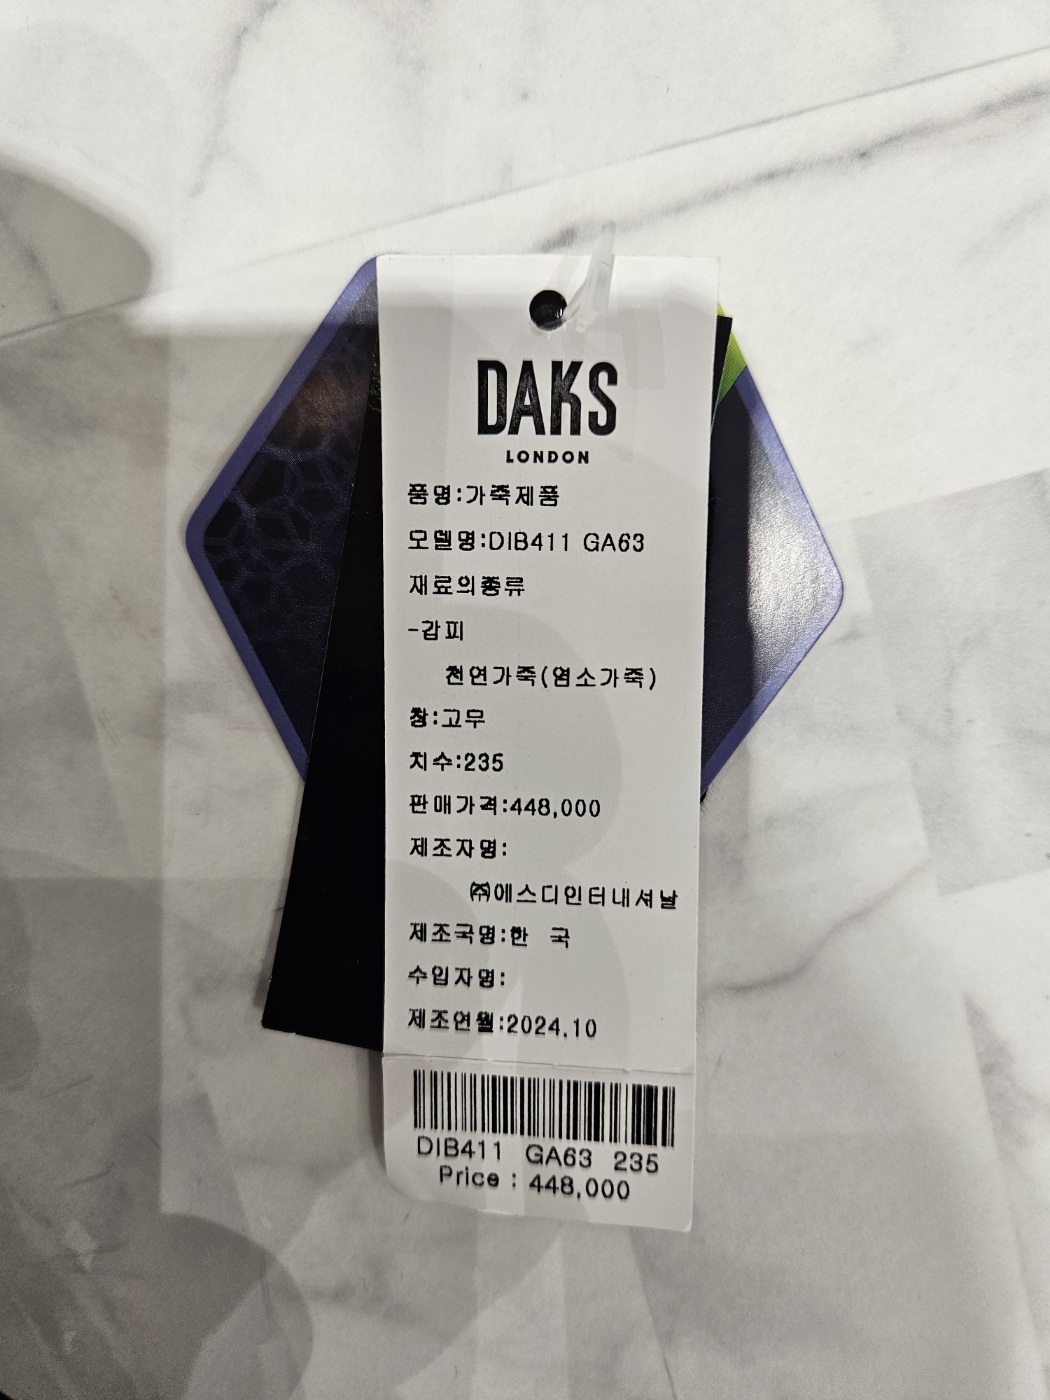 DAKS
LONDON
품명:가죽제품
모델명:DIB411 GA63
재료의종류
-갑피
천연가죽(염소가죽)
창:고무
치수:235
판매가격:448,000
제조자명:
㈜에스디인터내셔날
제조국명:한 국
수입자명:
제조연월:2024.10
DIB411 GA63 235
Price : 448,000